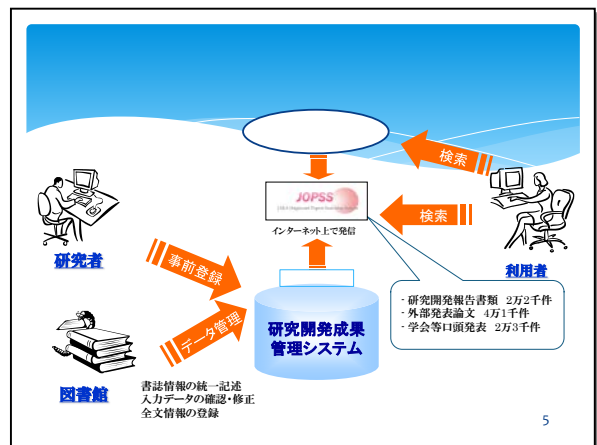 検索
JOPSS
インターネット上で発信
検索
研究者
利用者
事前登録
・研究開発報告書類 2万2千件
・外部発表論文 4万1千件
・学会等口頭発表 2万3千件
研究開発成果
管理システム
データ管理
図書館
書誌情報の統一記述
入力データの確認・修正
全文情報の登録
5